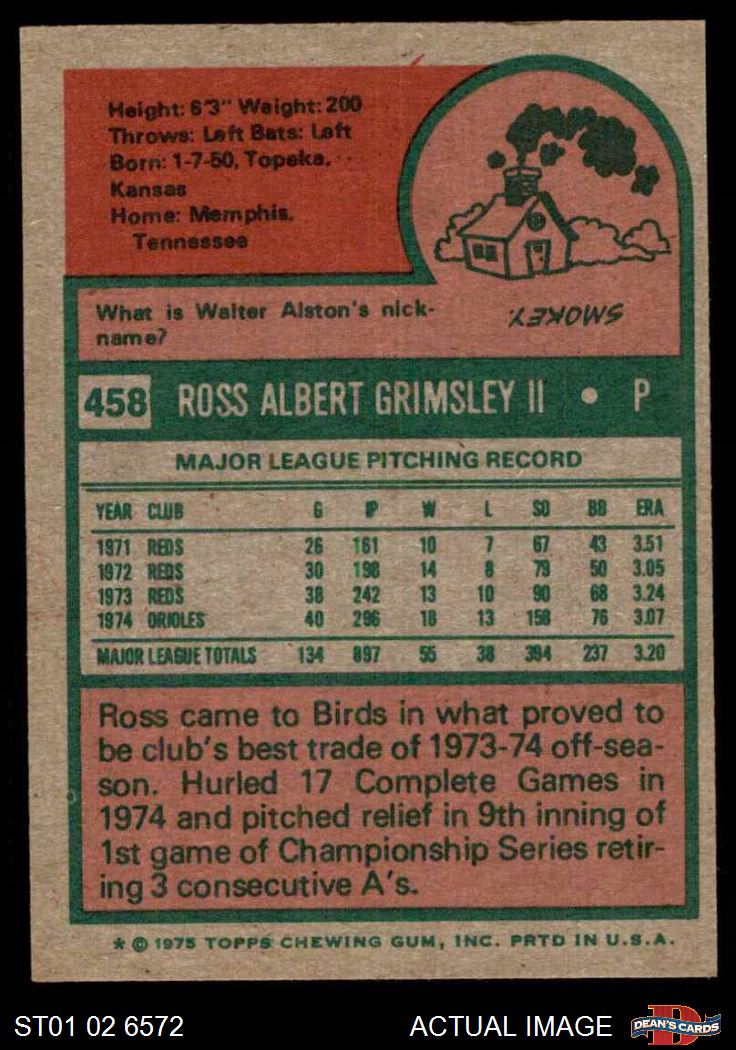 Height: 6'3" Weight: 200
Throws: Left Bats: Left
Born: 1-7-50, Topeka,
Kansas
Home: Memphis,
Tennessee
What is Walter Alston's nick-
name?
SMOKEY.
458 ROSS ALBERT GRIMSLEY II • P
MAJOR LEAGUE PITCHING RECORD
YEAR CLUB G IP W L SO BB ERA
1971 REDS 26 161 10 7 67 43 3.51
1972 REDS 30 198 14 8 79 50 3.05
1973 REDS 38 242 13 10 90 68 3.24
1974 ORIOLES 40 296 18 13 158 76 3.07
MAJOR LEAGUE TOTALS 134 897 55 38 394 237 3.20
Ross came to Birds in what proved to
be club's best trade of 1973-74 off-sea-
son. Hurled 17 Complete Games in
1974 and pitched relief in 9th inning of
1st game of Championship Series retir-
ing 3 consecutive A's.
* © 1975 TOPPS CHEWING GUM, INC. PRTD IN U.S.A.
ST01 02 6572 ACTUAL IMAGE D DEAN'S CARDS